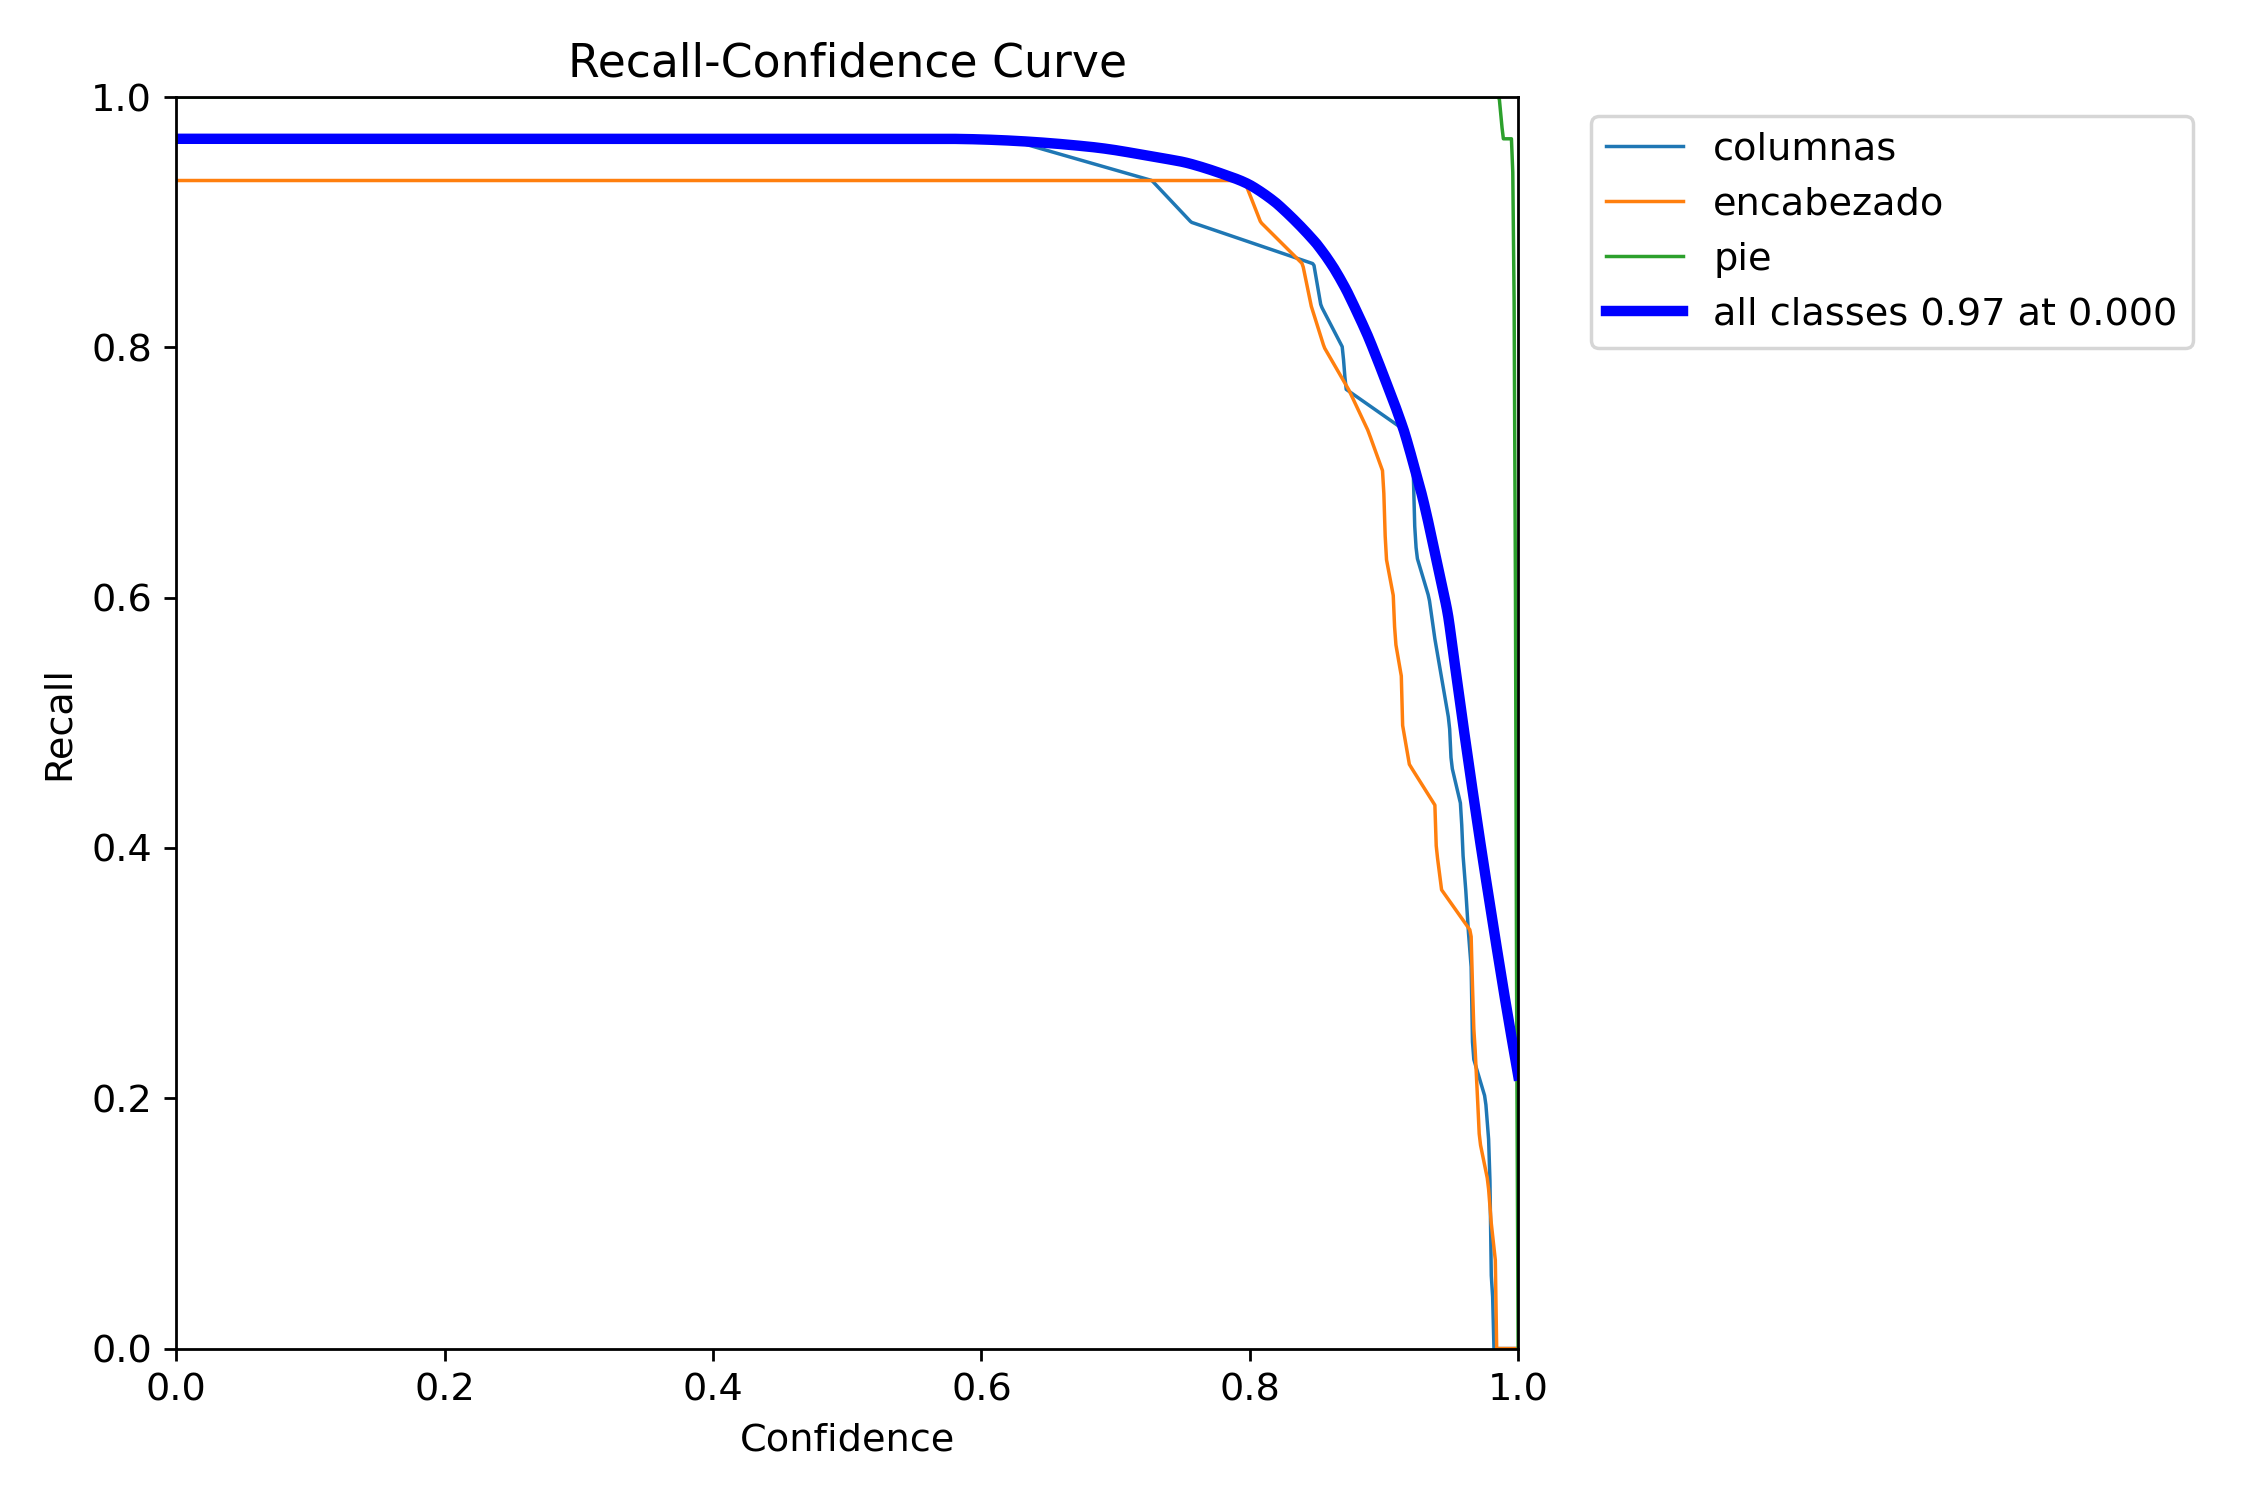 Recall-Confidence Curve
1.0
0.8
0.6
0.4
0.2
0.0
Recall
0.0 0.2 0.4 0.6 0.8 1.0
Confidence
columnas
encabezado
pie
all classes 0.97 at 0.000